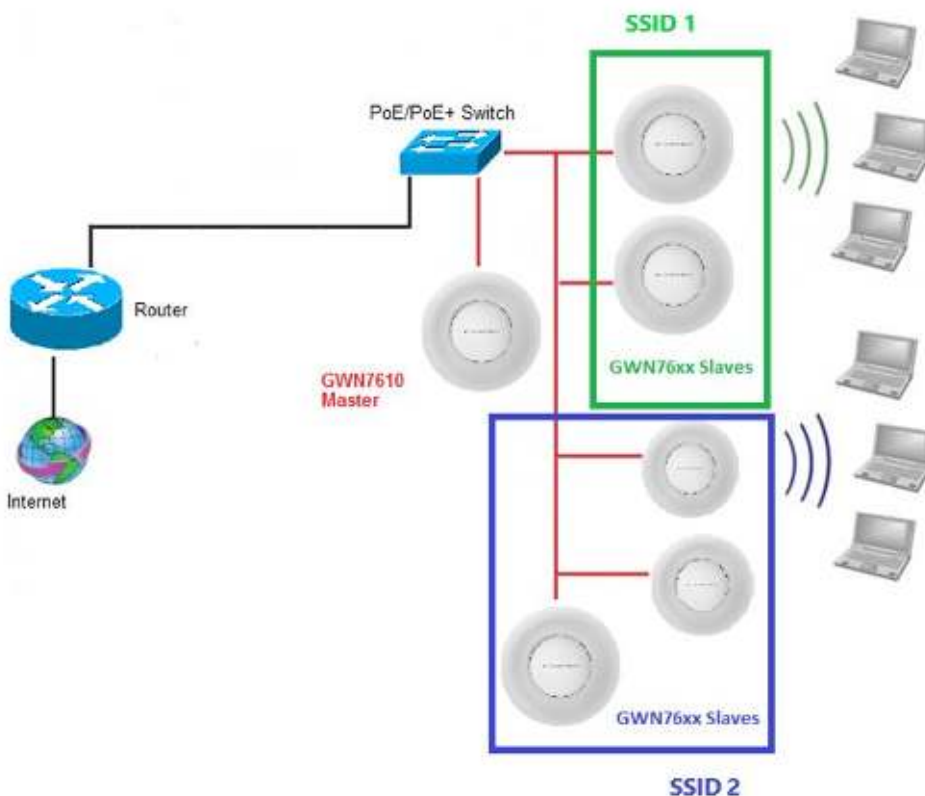 SSID 1
PoE/PoE+ Switch
Router
GWN7610
Master
GWN76xx Slaves
Internet
GWN76xx Slaves
SSID 2